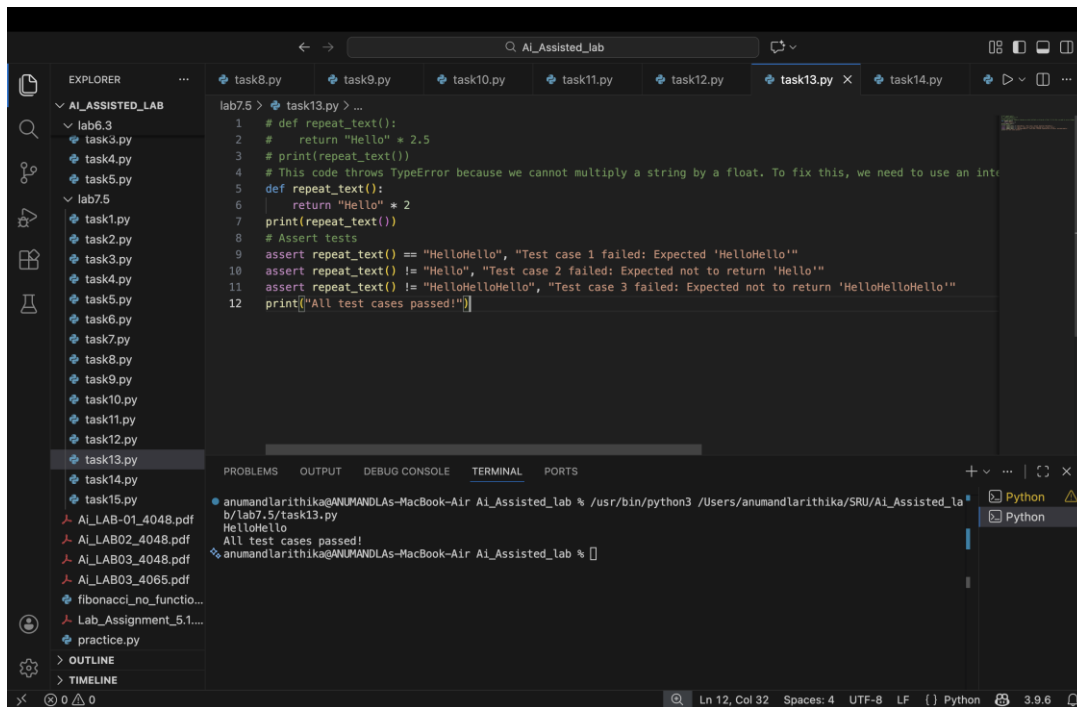 Ai_Assisted_lab
EXPLORER
task8.py task9.py task10.py task11.py task12.py task13.py task14.py
AI_ASSISTED_LAB
lab6.3
task3.py
task4.py
task5.py
lab7.5
task1.py
task2.py
task3.py
task4.py
task5.py
task6.py
task7.py
task8.py
task9.py
task10.py
task11.py
task12.py
task13.py
task14.py
task15.py
Ai_LAB-01_4048.pdf
Ai_LAB02_4048.pdf
Ai_LAB03_4048.pdf
Ai_LAB03_4065.pdf
fibonacci_no_functio...
Lab_Assignment_5.1....
practice.py
OUTLINE
TIMELINE
lab7.5 > task13.py > ...
1 # def repeat_text():
2 #    return "Hello" * 2.5
3 # print(repeat_text())
4 # This code throws TypeError because we cannot multiply a string by a float. To fix this, we need to use an inte
5 def repeat_text():
6     return "Hello" * 2
7 print(repeat_text())
8 # Assert tests
9 assert repeat_text() == "HelloHello", "Test case 1 failed: Expected 'HelloHello'"
10 assert repeat_text() != "Hello", "Test case 2 failed: Expected not to return 'Hello'"
11 assert repeat_text() != "HelloHelloHello", "Test case 3 failed: Expected not to return 'HelloHelloHello'"
12 print("All test cases passed!")
PROBLEMS OUTPUT DEBUG CONSOLE TERMINAL PORTS
anumandlarithika@ANUMANDLAs-MacBook-Air Ai_Assisted_lab % /usr/bin/python3 /Users/anumandlarithika/SRU/Ai_Assisted_la
b/lab7.5/task13.py
HelloHello
All test cases passed!
anumandlarithika@ANUMANDLAs-MacBook-Air Ai_Assisted_lab %
Python
Python
0 0 Ln 12, Col 32 Spaces: 4 UTF-8 LF { } Python 3.9.6